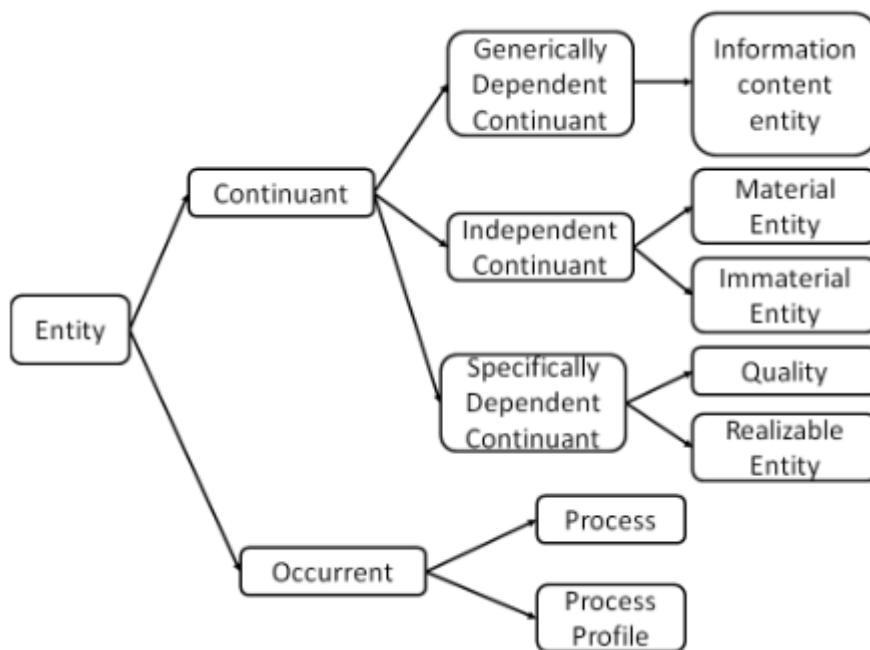 Generically
Dependent
Continuant
Information
content
entity
Continuant
Independent
Continuant
Material
Entity
Immaterial
Entity
Entity
Specifically
Dependent
Continuant
Quality
Realizable
Entity
Occurrent
Process
Process
Profile